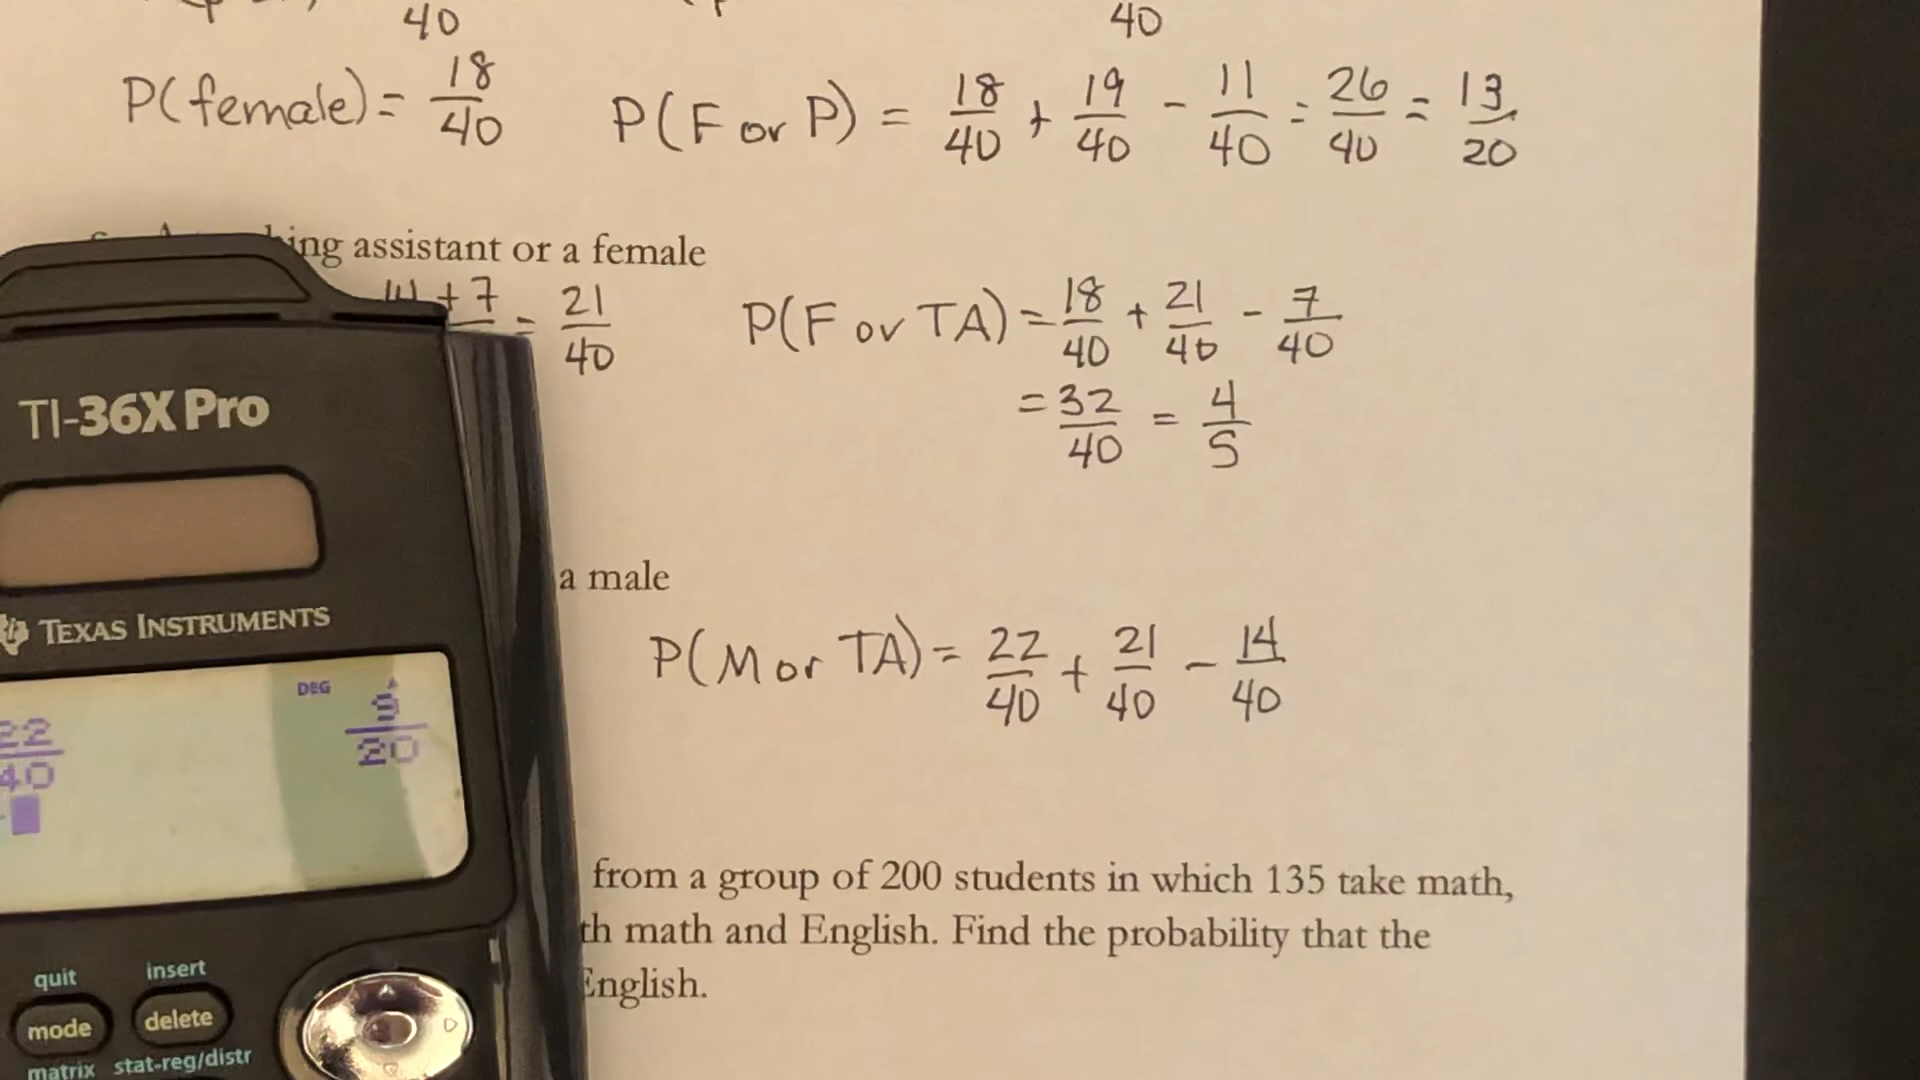 40 40
P(female) = 18/40 P(F or P) = 18/40 + 19/40 - 11/40 = 26/40 = 13/20
assistant or a female
14 + 7 = 21/40 P(F or TA) = 18/40 + 21/40 - 7/40
= 32/40 = 4/5
a male
P(M or TA) = 22/40 + 21/40 - 14/40
from a group of 200 students in which 135 take math,
math and English. Find the probability that the
English.
TI-36X Pro
TEXAS INSTRUMENTS
DEG
22/40
20
quit insert
mode delete
matrix stat-reg/distr